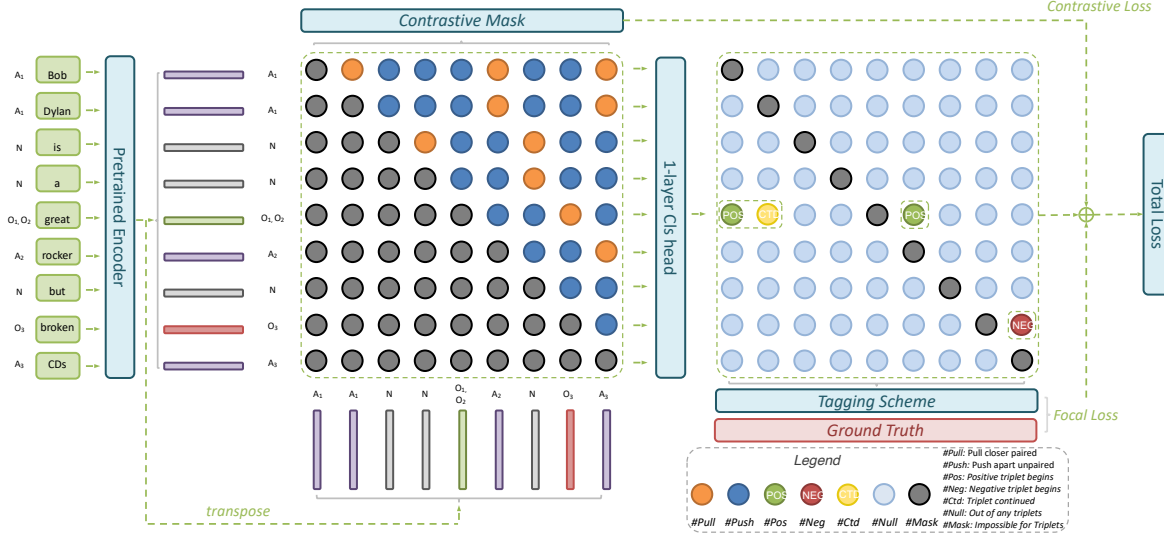 Contrastive Mask
Contrastive Loss
A₁ Bob
A₁ Dylan
N is
N a
O₁,O₂ great
A₂ rocker
N but
O₃ broken
A₃ CDs
Pretrained Encoder
A₁
A₁
N
N
O₁,O₂
A₂
N
O₃
A₃
1-layer Cls head
POS CTD POS
NEG
Total Loss
A₁ A₁ N N O₁, O₂ A₂ N O₃ A₃
transpose
Tagging Scheme
Ground Truth
Focal Loss
Legend
POS NEG CTD
#Pull #Push #Pos #Neg #Ctd #Null #Mask
#Pull: Pull closer paired
#Push: Push apart unpaired
#Pos: Positive triplet begins
#Neg: Negative triplet begins
#Ctd: Triplet continued
#Null: Out of any triplets
#Mask: Impossible for Triplets